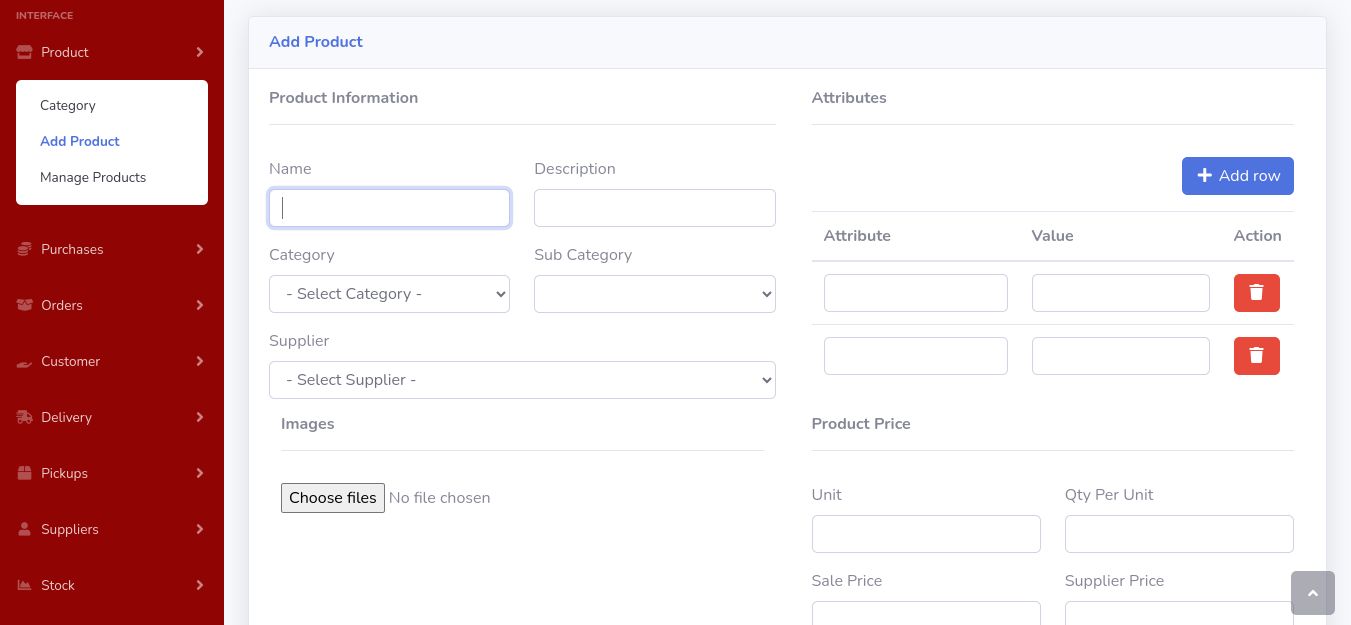 INTERFACE
Product
Category
Add Product
Manage Products
Purchases
Orders
Customer
Delivery
Pickups
Suppliers
Stock
Add Product
Product Information
Name
Description
Category
Sub Category
- Select Category -
Supplier
- Select Supplier -
Images
Choose files No file chosen
Attributes
Add row
Attribute Value Action
Product Price
Unit
Qty Per Unit
Sale Price
Supplier Price